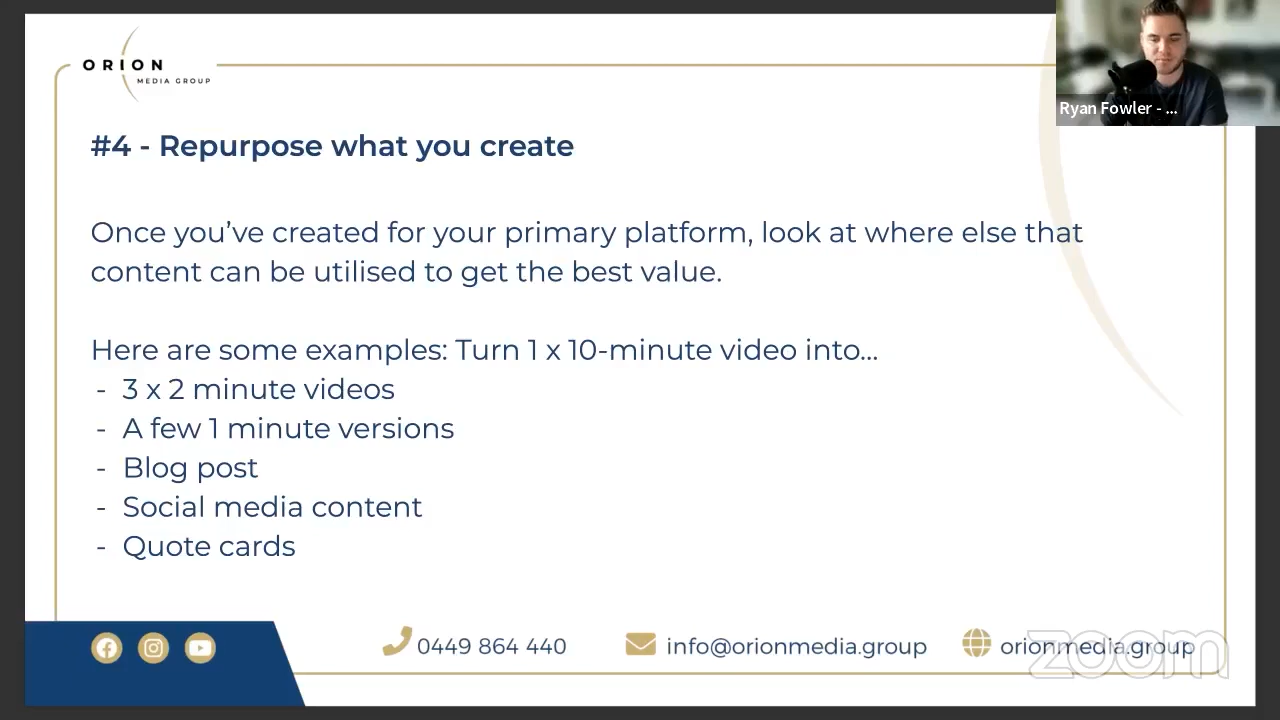 ORION
MEDIA GROUP
Ryan Fowler - ...
#4 - Repurpose what you create
Once you’ve created for your primary platform, look at where else that
content can be utilised to get the best value.
Here are some examples: Turn 1 x 10-minute video into...
- 3 x 2 minute videos
- A few 1 minute versions
- Blog post
- Social media content
- Quote cards
0449 864 440
info@orionmedia.group
orionmedia.group
zoom